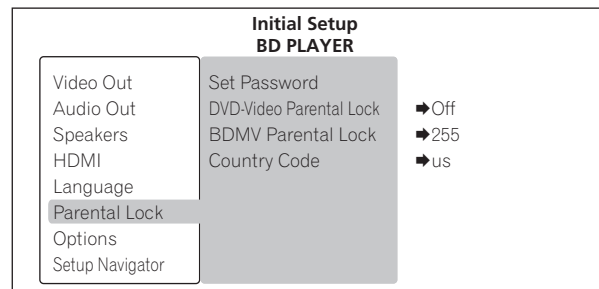 Initial Setup
BD PLAYER
Video Out
Audio Out
Speakers
HDMI
Language
Parental Lock
Options
Setup Navigator
Set Password
DVD-Video Parental Lock ➡Off
BDMV Parental Lock ➡255
Country Code ➡us